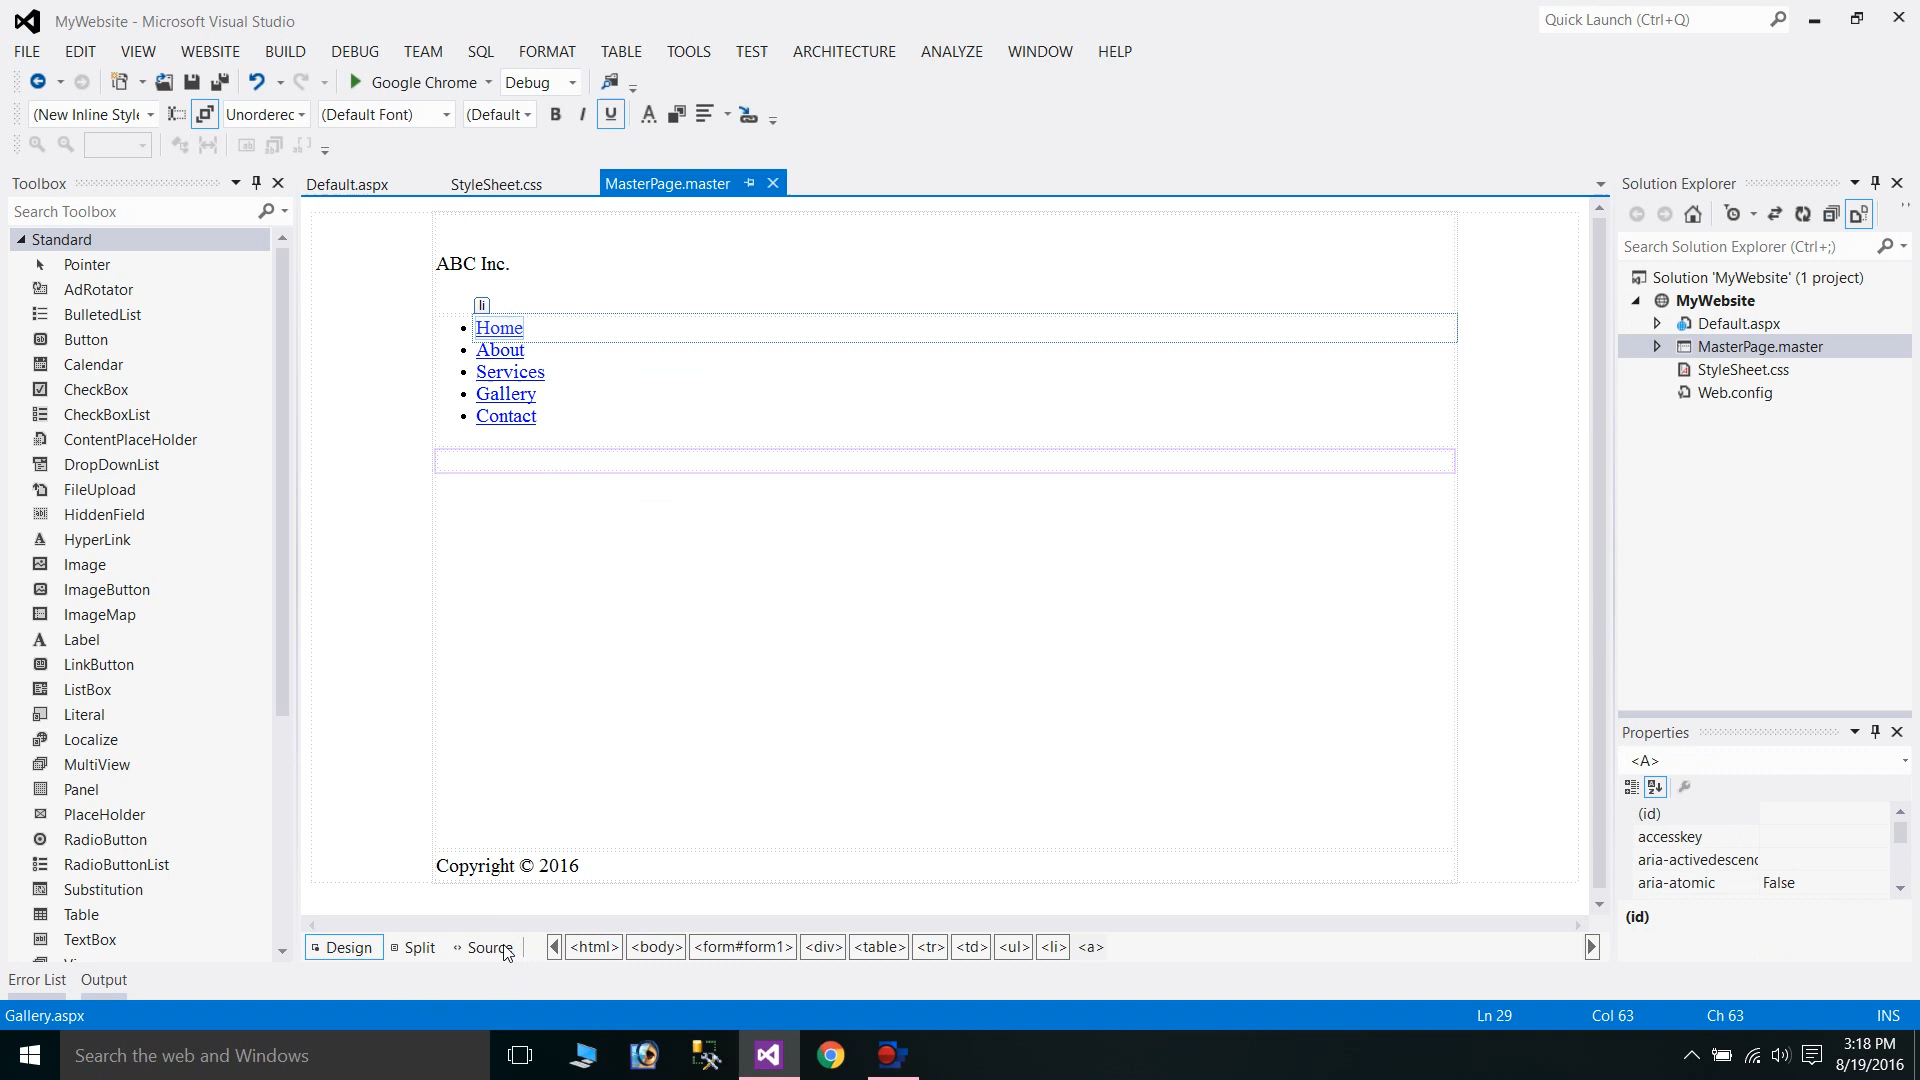 MyWebsite - Microsoft Visual Studio
Quick Launch (Ctrl+Q)
FILE EDIT VIEW WEBSITE BUILD DEBUG TEAM SQL FORMAT TABLE TOOLS TEST ARCHITECTURE ANALYZE WINDOW HELP
Google Chrome Debug
(New Inline Style Unorderec (Default Font) (Default B I U A
Toolbox
Default.aspx StyleSheet.css MasterPage.master
Solution Explorer
Search Toolbox
Standard
Pointer
AdRotator
BulletedList
Button
Calendar
CheckBox
CheckBoxList
ContentPlaceHolder
DropDownList
FileUpload
HiddenField
HyperLink
Image
ImageButton
ImageMap
Label
LinkButton
ListBox
Literal
Localize
MultiView
Panel
PlaceHolder
RadioButton
RadioButtonList
Substitution
Table
TextBox
ABC Inc.
li
Home
About
Services
Gallery
Contact
Copyright © 2016
Design Split Source <html> <body> <form#form1> <div> <table> <tr> <td> <ul> <li> <a>
Search Solution Explorer (Ctrl+;)
Solution 'MyWebsite' (1 project)
MyWebsite
Default.aspx
MasterPage.master
StyleSheet.css
Web.config
Properties
<A>
(id)
accesskey
aria-activedescenc
aria-atomic False
(id)
Error List Output
Gallery.aspx Ln 29 Col 63 Ch 63 INS
Search the web and Windows
3:18 PM
8/19/2016